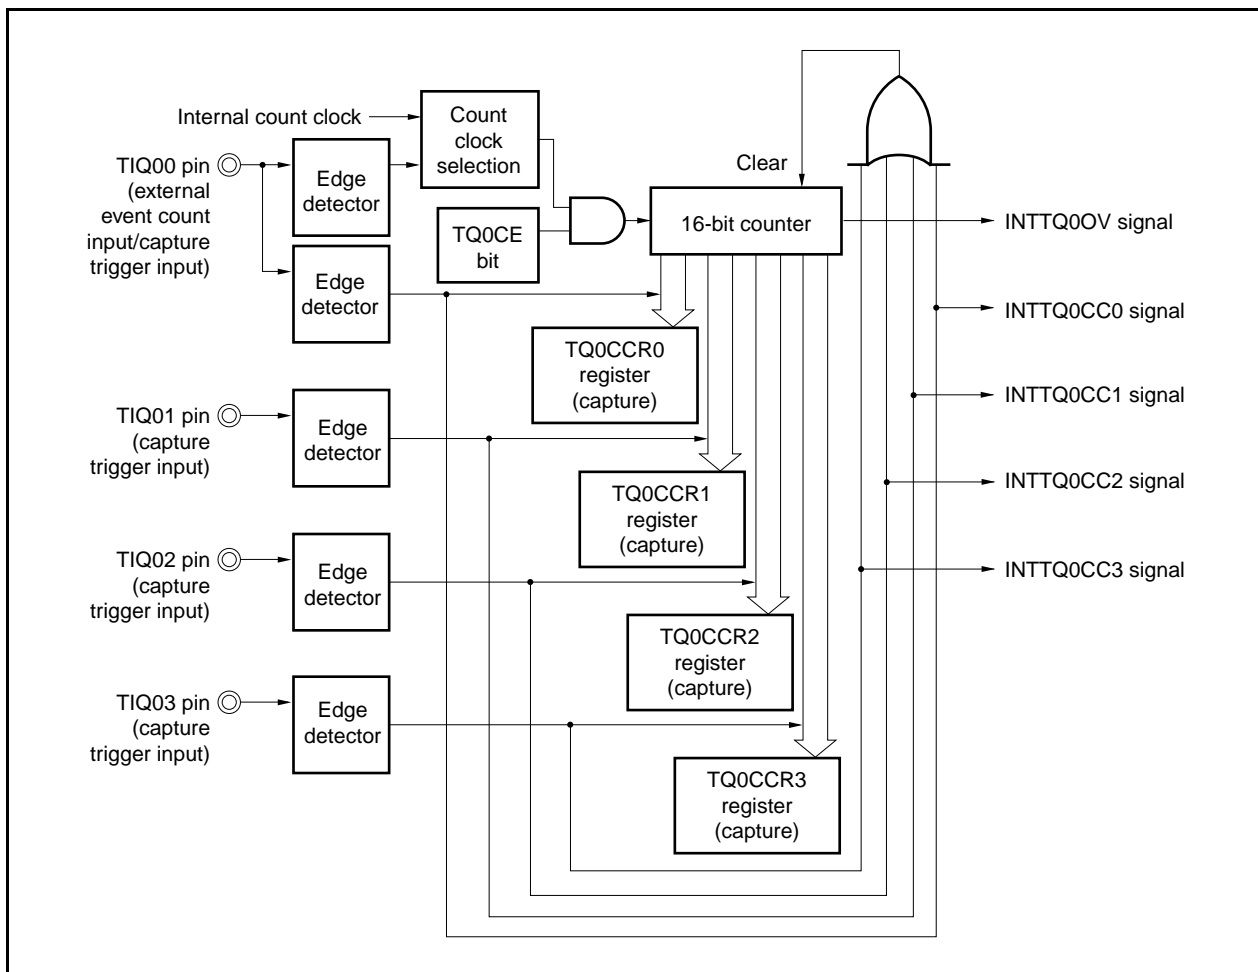 Internal count clock
Count
clock
selection
TIQ00 pin
(external
event count
input/capture
trigger input)
Edge
detector
Edge
detector
TQ0CE
bit
Clear
16-bit counter
INTTQ0OV signal
INTTQ0CC0 signal
TQ0CCR0
register
(capture)
TIQ01 pin
(capture
trigger input)
Edge
detector
INTTQ0CC1 signal
TQ0CCR1
register
(capture)
INTTQ0CC2 signal
TIQ02 pin
(capture
trigger input)
Edge
detector
INTTQ0CC3 signal
TQ0CCR2
register
(capture)
TIQ03 pin
(capture
trigger input)
Edge
detector
TQ0CCR3
register
(capture)